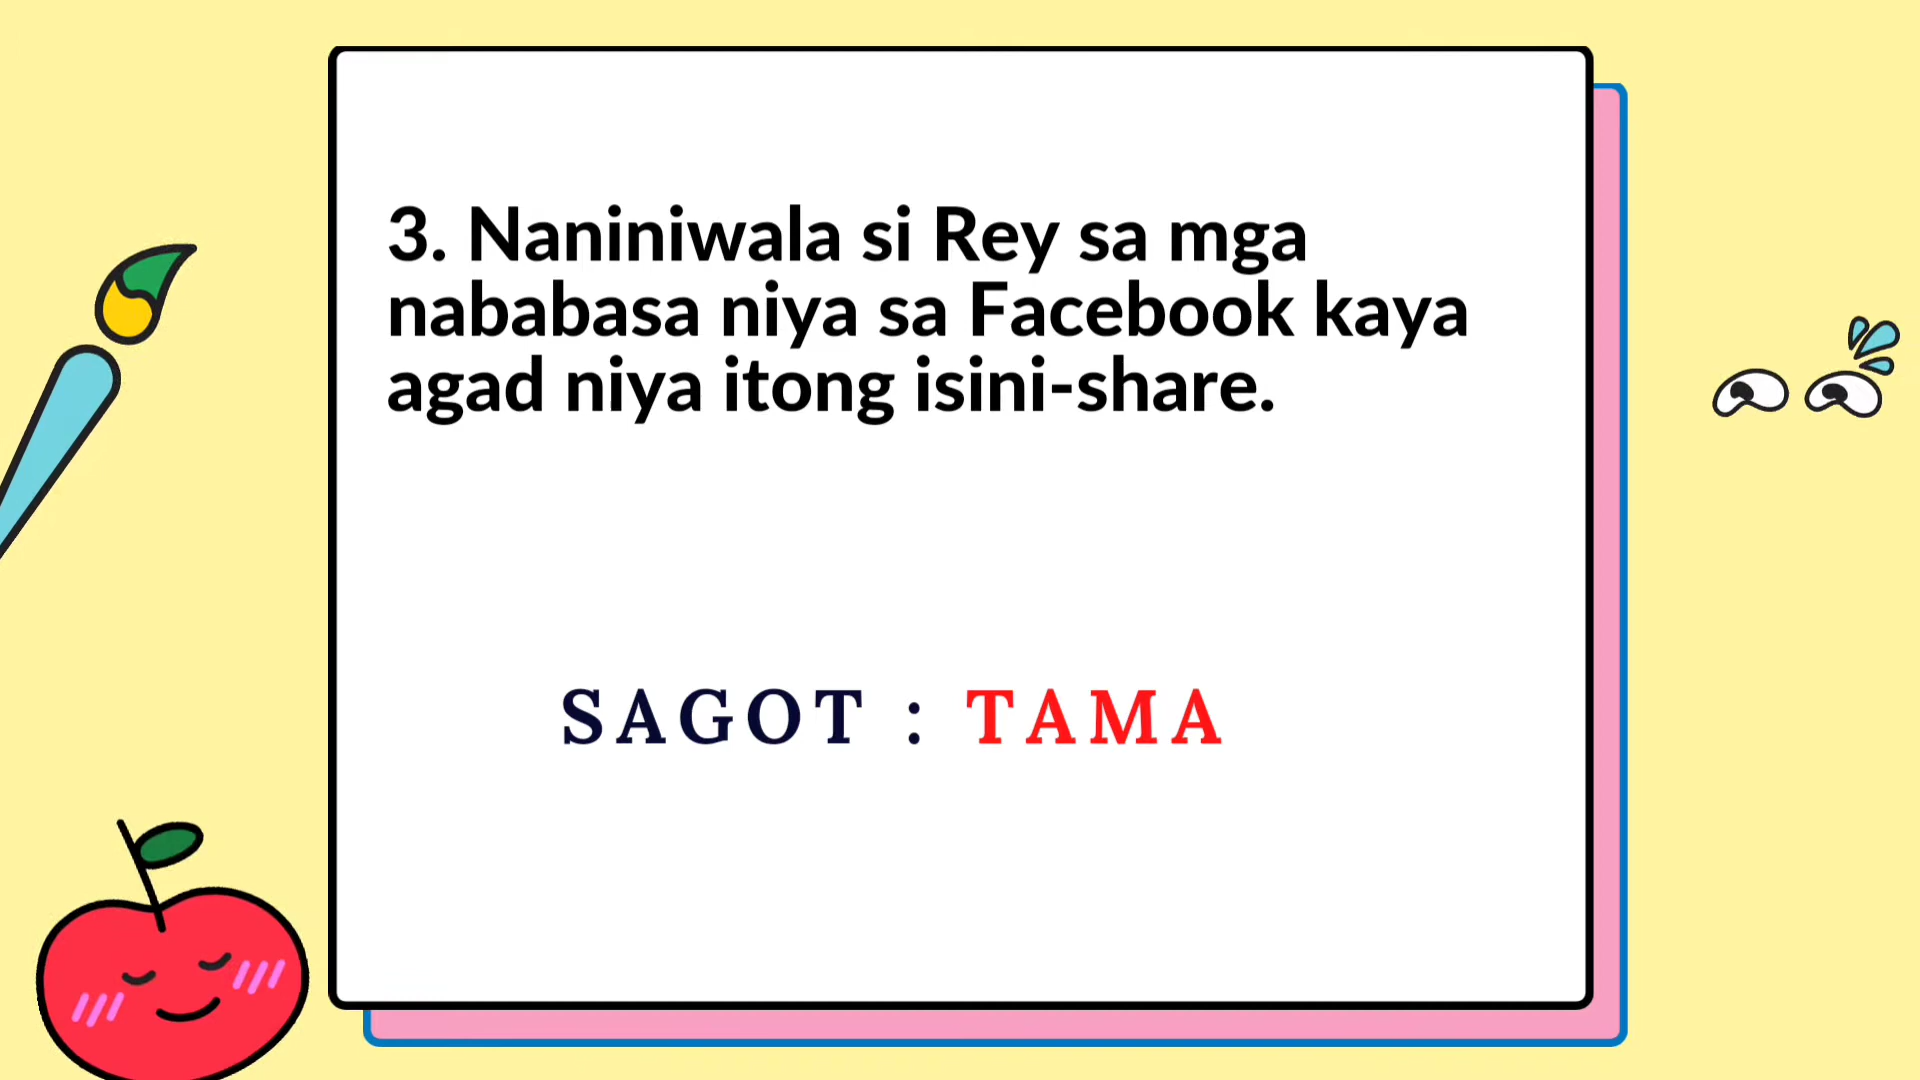 3. Naniniwala si Rey sa mga
nababasa niya sa Facebook kaya
agad niya itong isini-share.
SAGOT : TAMA